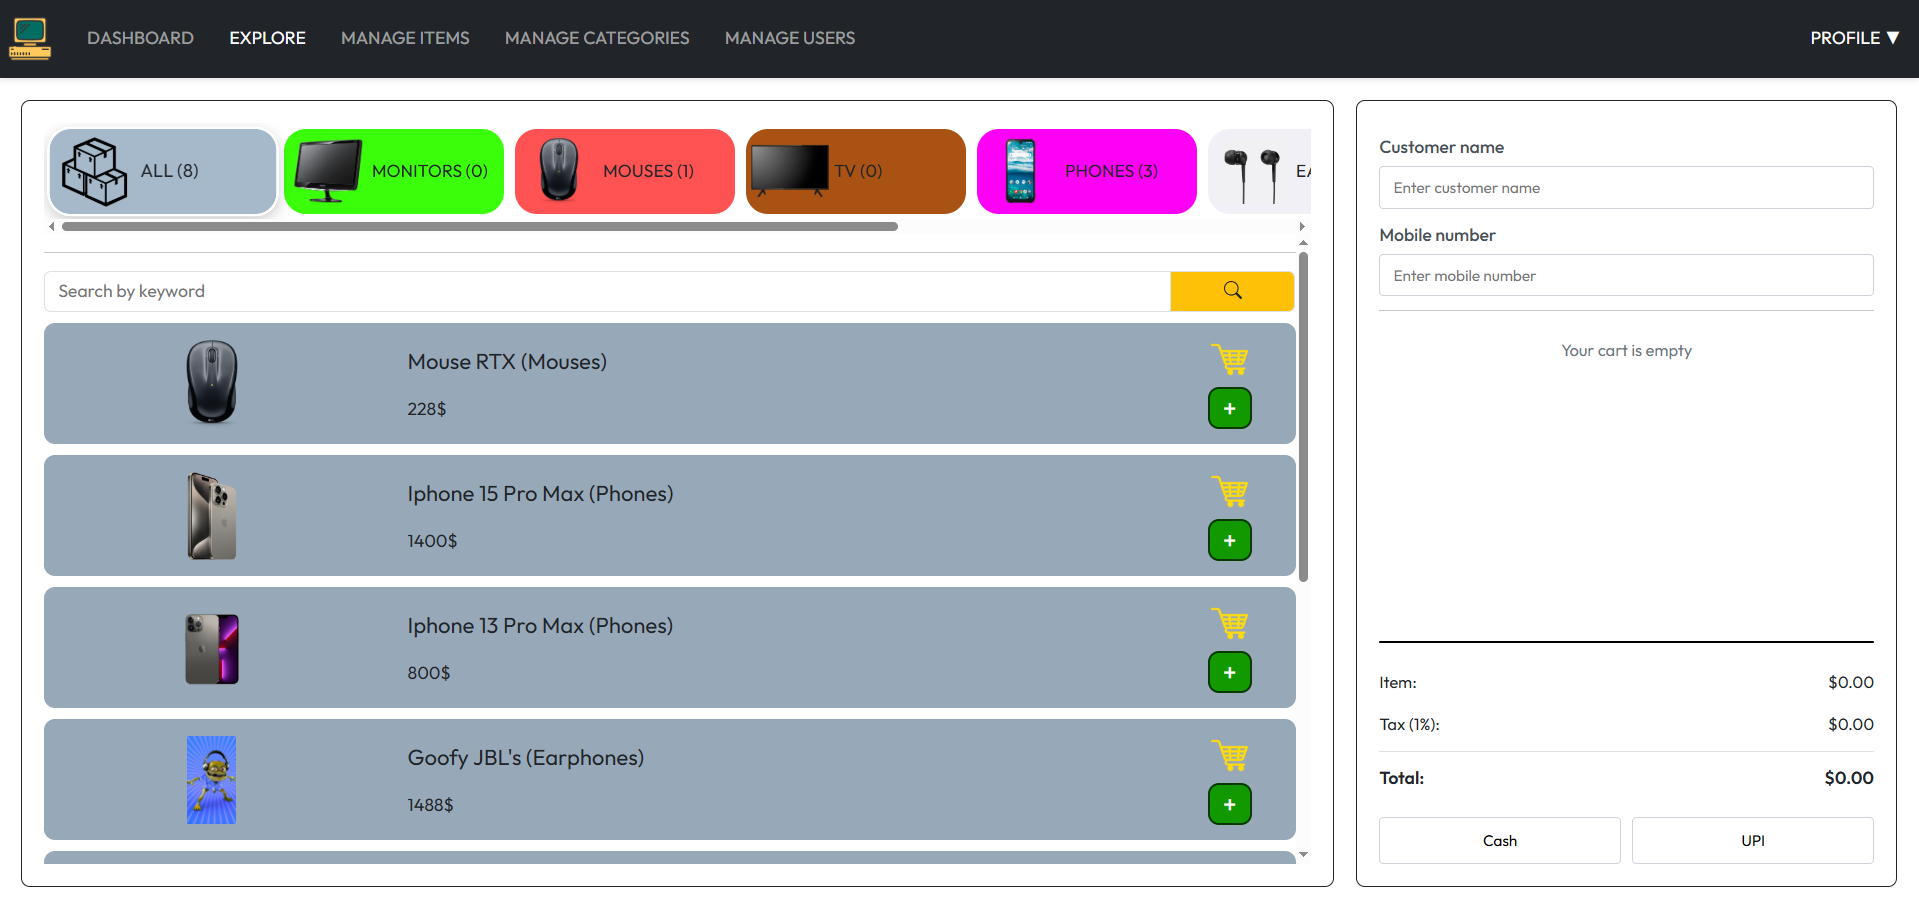 DASHBOARD
EXPLORE
MANAGE ITEMS
MANAGE CATEGORIES
MANAGE USERS
PROFILE ▼
ALL (8)
MONITORS (0)
MOUSES (1)
TV (0)
PHONES (3)
Search by keyword
Mouse RTX (Mouses)
228$
+
Iphone 15 Pro Max (Phones)
1400$
+
Iphone 13 Pro Max (Phones)
800$
+
Goofy JBL's (Earphones)
1488$
+
Customer name
Enter customer name
Mobile number
Enter mobile number
Your cart is empty
Item: $0.00
Tax (1%): $0.00
Total: $0.00
Cash
UPI